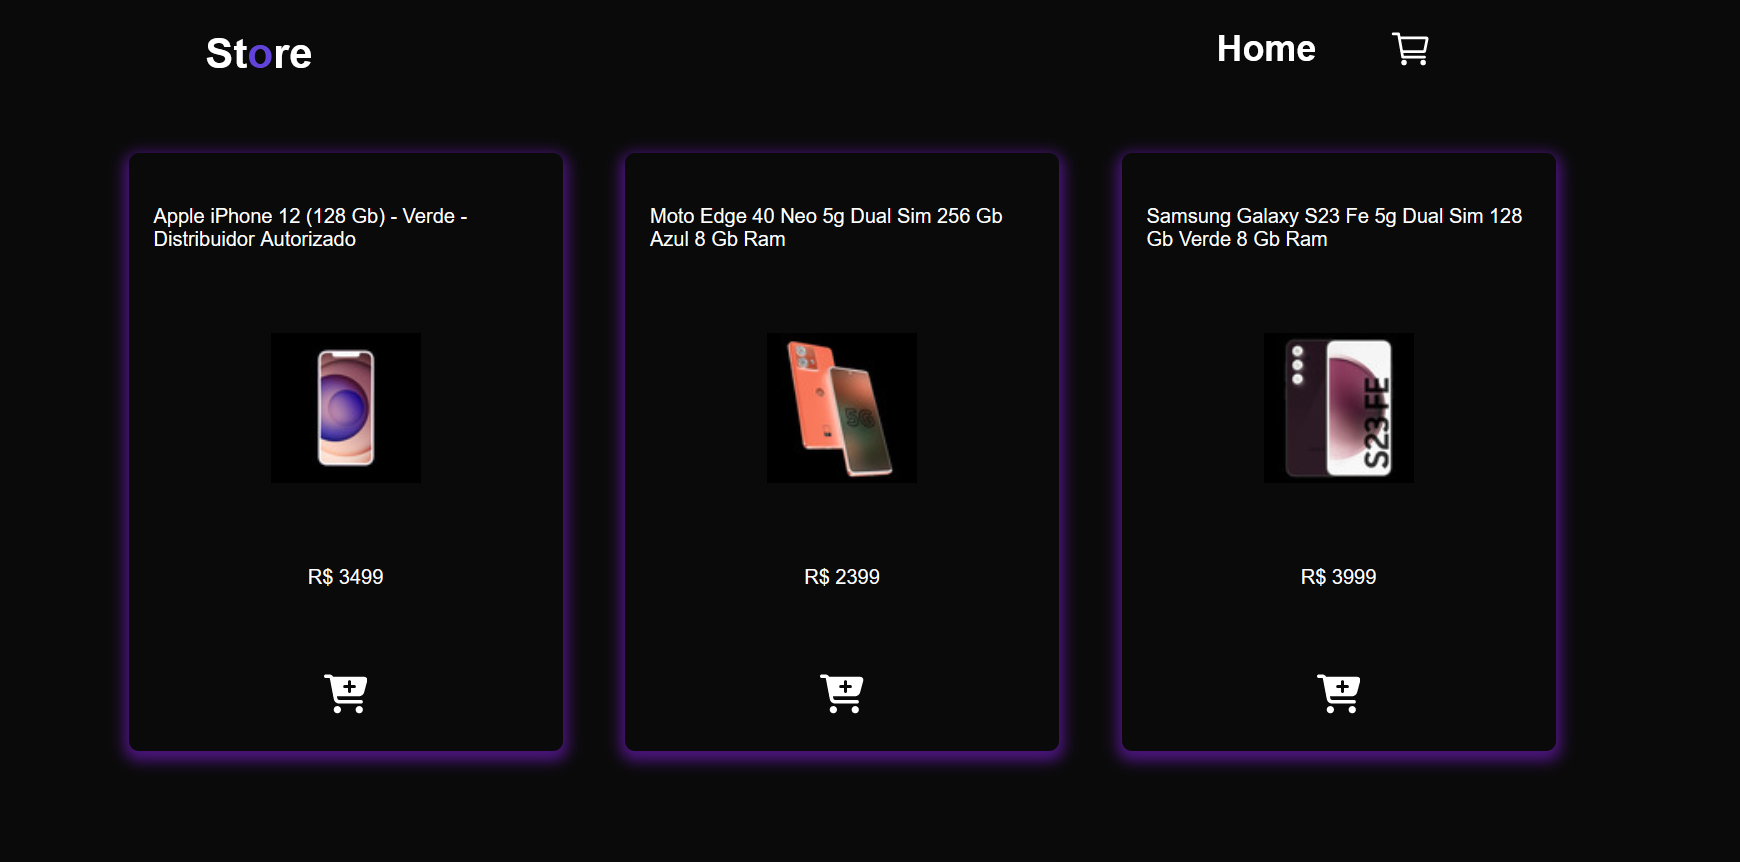 Store
Home
Apple iPhone 12 (128 Gb) - Verde -
Distribuidor Autorizado
R$ 3499
Moto Edge 40 Neo 5g Dual Sim 256 Gb
Azul 8 Gb Ram
5G
R$ 2399
Samsung Galaxy S23 Fe 5g Dual Sim 128
Gb Verde 8 Gb Ram
S23 FE
R$ 3999